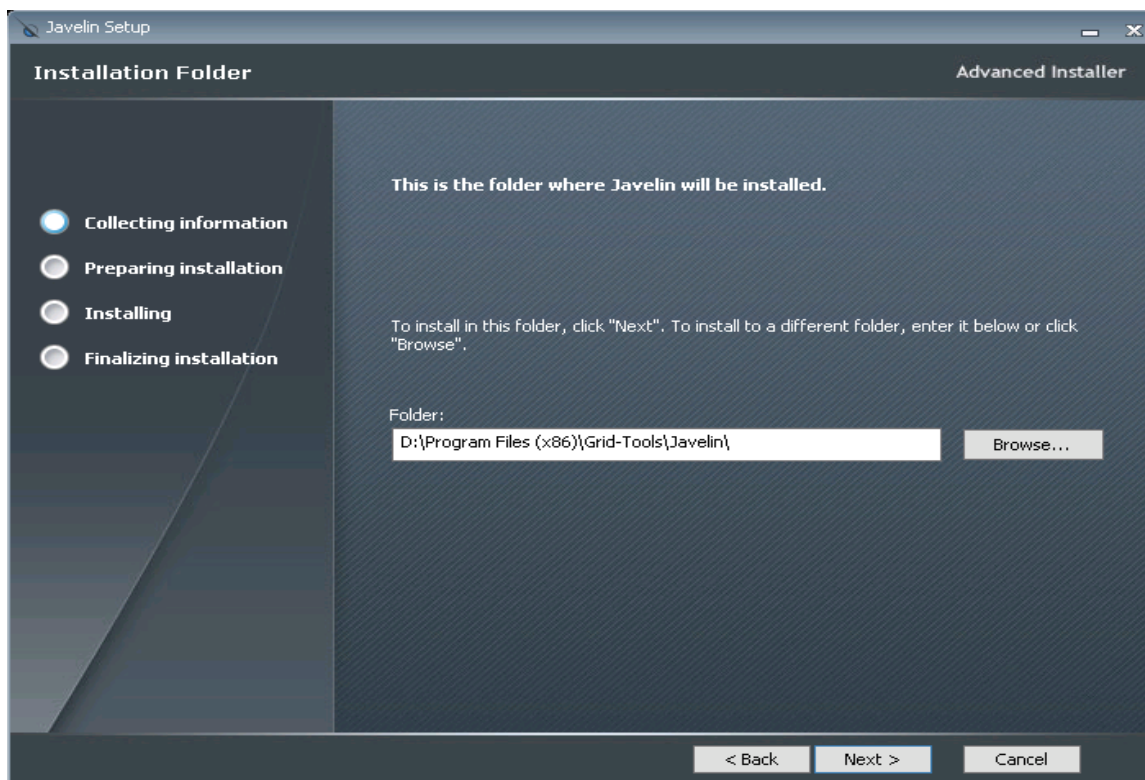 Javelin Setup
Installation Folder
Advanced Installer
This is the folder where Javelin will be installed.
Collecting information
Preparing installation
Installing
Finalizing installation
To install in this folder, click "Next". To install to a different folder, enter it below or click
"Browse".
Folder:
D:\Program Files (x86)\Grid-Tools\Javelin\
Browse...
< Back
Next >
Cancel